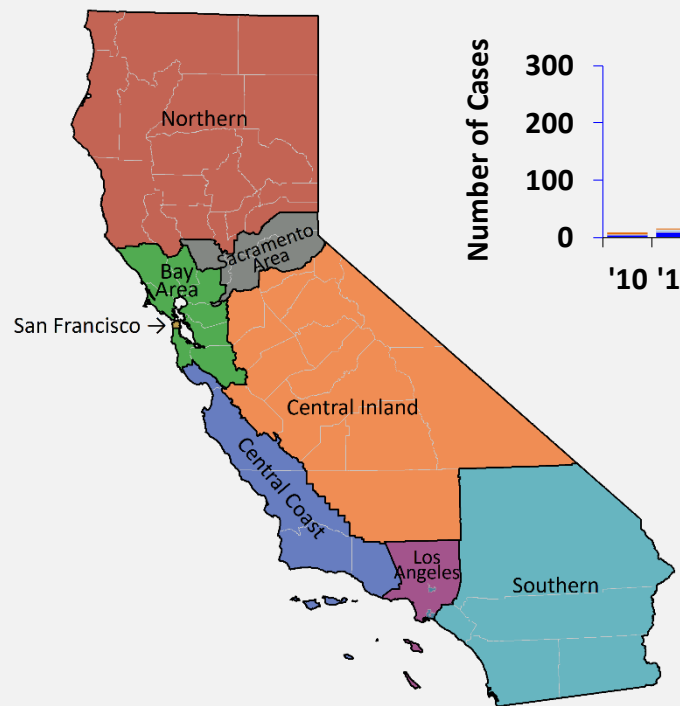 Northern
Sacramento
Area
Bay
Area
San Francisco →
Central Inland
Central Coast
Los
Angeles
Southern
Number of Cases
300
200
100
0
'10 '1